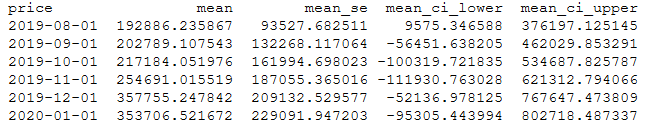 price mean mean_se mean_ci_lower mean_ci_upper
2019-08-01 192886.235867 93527.682511 9575.346588 376197.125145
2019-09-01 202789.107543 132268.117064 -56451.638205 462029.853291
2019-10-01 217184.051976 161994.698023 -100319.721835 534687.825787
2019-11-01 254691.015519 187055.365016 -111930.763028 621312.794066
2019-12-01 357755.247842 209132.529577 -52136.978125 767647.473809
2020-01-01 353706.521672 229091.947203 -95305.443994 802718.487337